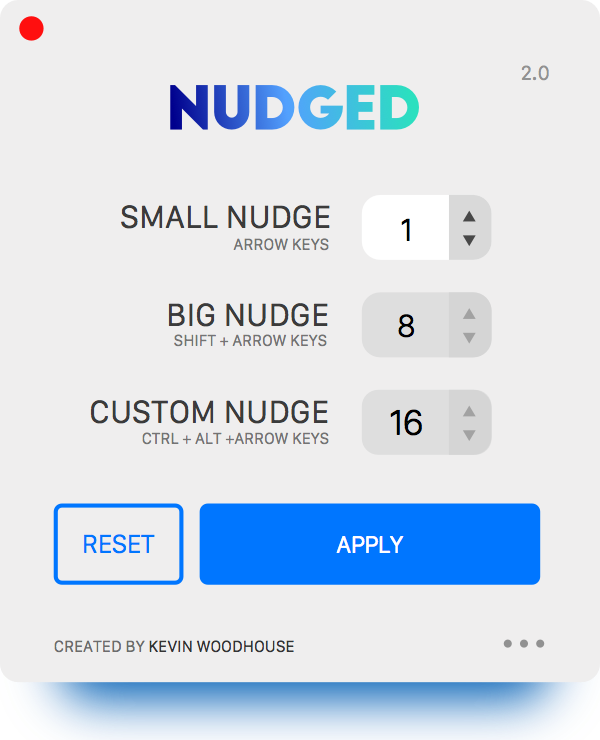 2.0
NUDGED
SMALL NUDGE
ARROW KEYS
1
BIG NUDGE
SHIFT + ARROW KEYS
8
CUSTOM NUDGE
CTRL + ALT +ARROW KEYS
16
RESET
APPLY
CREATED BY KEVIN WOODHOUSE